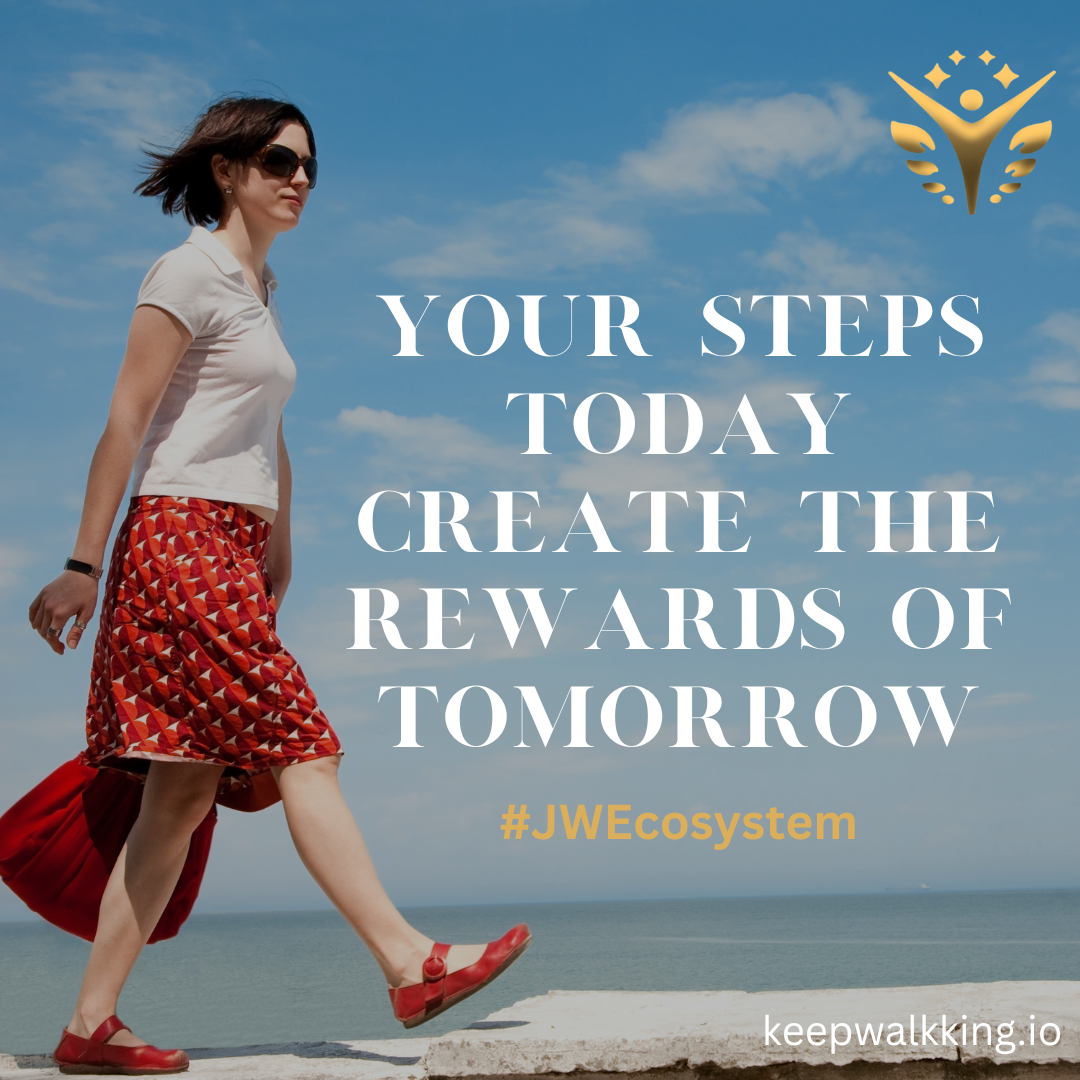 YOUR STEPS
TODAY
CREATE THE
REWARDS OF
TOMORROW
#JWEcosystem
keepwalkking.io